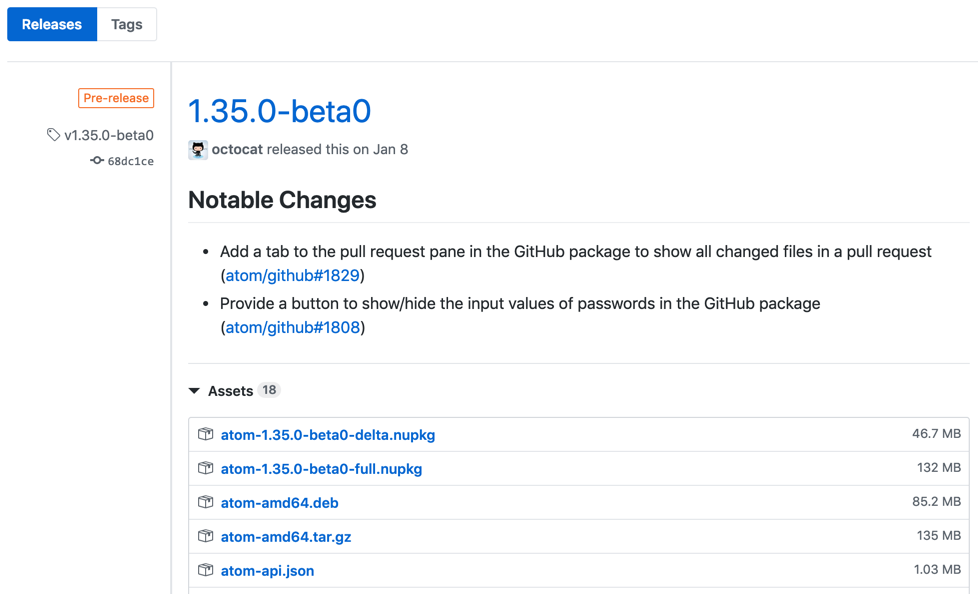 Releases Tags
Pre-release
v1.35.0-beta0
68dc1ce
1.35.0-beta0
octocat released this on Jan 8
Notable Changes
• Add a tab to the pull request pane in the GitHub package to show all changed files in a pull request
(atom/github#1829)
• Provide a button to show/hide the input values of passwords in the GitHub package
(atom/github#1808)
Assets 18
atom-1.35.0-beta0-delta.nupkg 46.7 MB
atom-1.35.0-beta0-full.nupkg 132 MB
atom-amd64.deb 85.2 MB
atom-amd64.tar.gz 135 MB
atom-api.json 1.03 MB